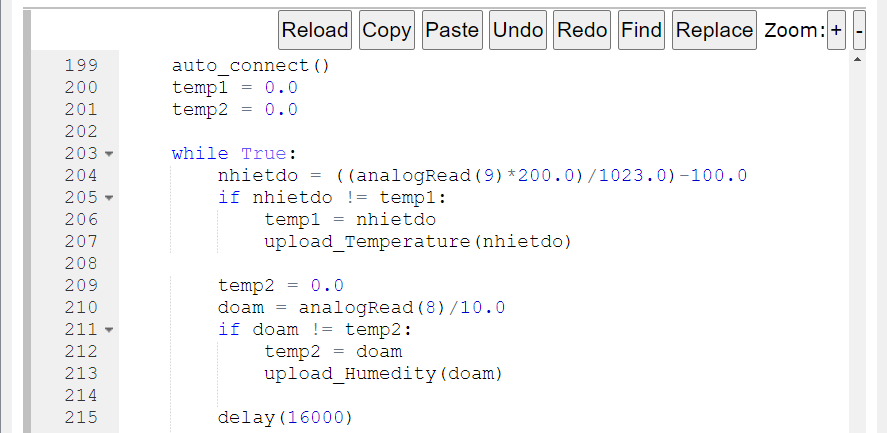 Reload Copy Paste Undo Redo Find Replace Zoom: + -
199 auto_connect()
200 temp1 = 0.0
201 temp2 = 0.0
202
203 while True:
204 nhietdo = ((analogRead(9)*200.0)/1023.0)-100.0
205 if nhietdo != temp1:
206 temp1 = nhietdo
207 upload_Temperature(nhietdo)
208
209 temp2 = 0.0
210 doam = analogRead(8)/10.0
211 if doam != temp2:
212 temp2 = doam
213 upload_Humedity(doam)
214
215 delay(16000)